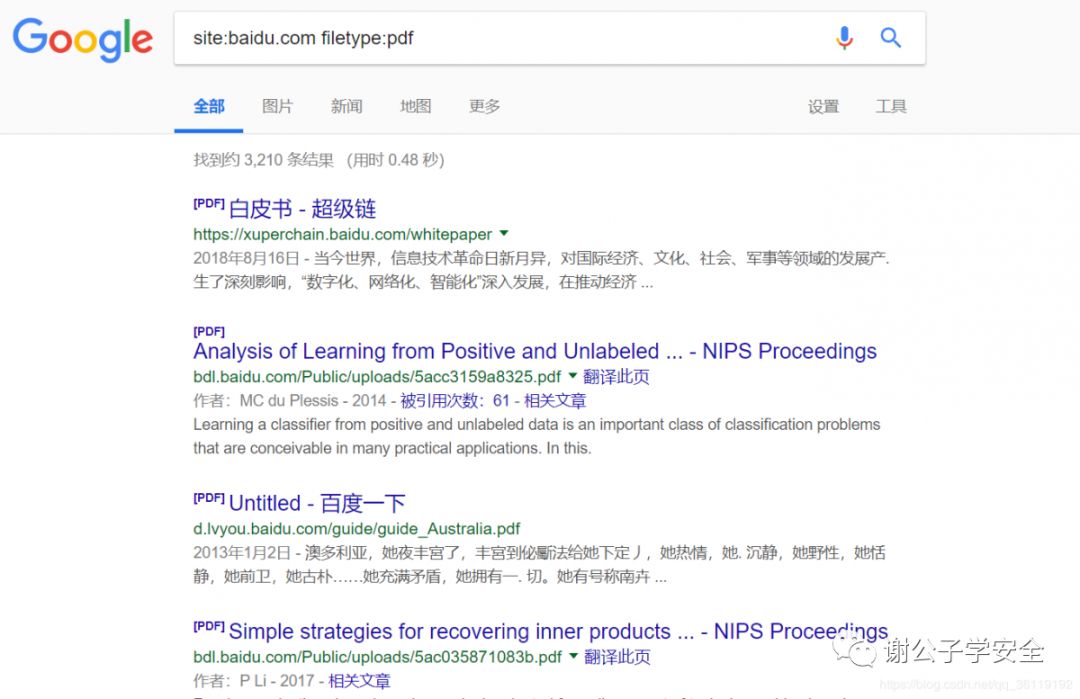 Google
site:baidu.com filetype:pdf
全部 图片 新闻 地图 更多 设置 工具
找到约 3,210 条结果 (用时 0.48 秒)
[PDF] 白皮书 - 超级链
https://xuperchain.baidu.com/whitepaper
2018年8月16日 - 当今世界，信息技术革命日新月异，对国际经济、文化、社会、军事等领域的发展产.
生了深刻影响，“数字化、网络化、智能化”深入发展，在推动经济 ...
[PDF]
Analysis of Learning from Positive and Unlabeled ... - NIPS Proceedings
bdl.baidu.com/Public/uploads/5acc3159a8325.pdf 翻译此页
作者：MC du Plessis - 2014 - 被引用次数：61 - 相关文章
Learning a classifier from positive and unlabeled data is an important class of classification problems
that are conceivable in many practical applications. In this.
[PDF] Untitled - 百度一下
d.lvyou.baidu.com/guide/guide_Australia.pdf
2013年1月2日 - 澳多利亚，她夜丰宫了，丰宫到法给她下定丿，她热情，她. 沉静，她野性，她恬
静，她前卫，她古朴……她充满矛盾，她拥有一. 切。她有号称南卉 ...
[PDF] Simple strategies for recovering inner products ... - NIPS Proceedings
bdl.baidu.com/Public/uploads/5ac035871083b.pdf 翻译此页
谢公子学安全
作者：P Li - 2017 - 相关文章
https://blog.csdn.net/qq_36119192